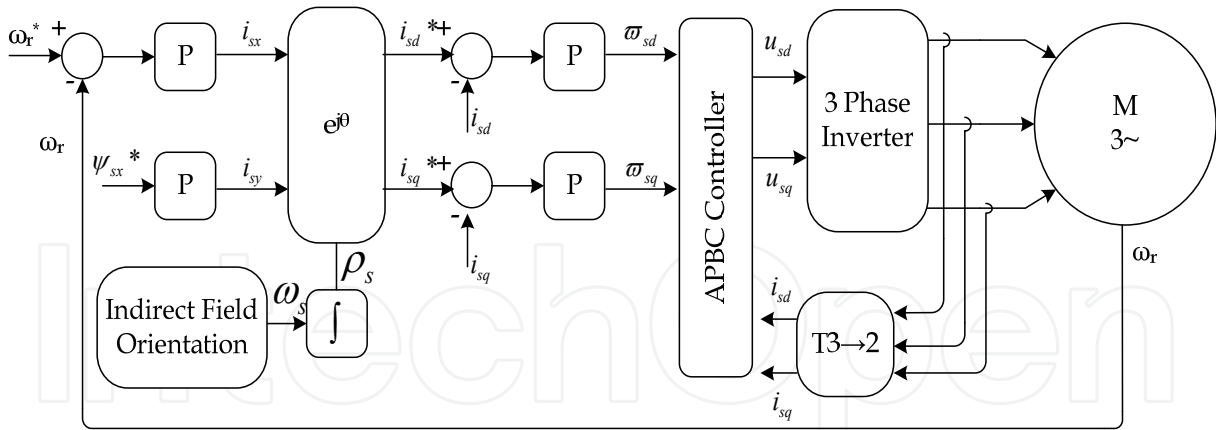 ωr* +
-
P
isx
ejθ
isd *+
-
isd
P
ϖsd
APBC Controller
usd
usq
3 Phase
Inverter
M
3~
ωr
ψsx *
P
isy
isq *+
-
isq
P
ϖsq
Indirect Field
Orientation
ωs
∫
ρs
isd
isq
T3→2
ωr
IntechOpen